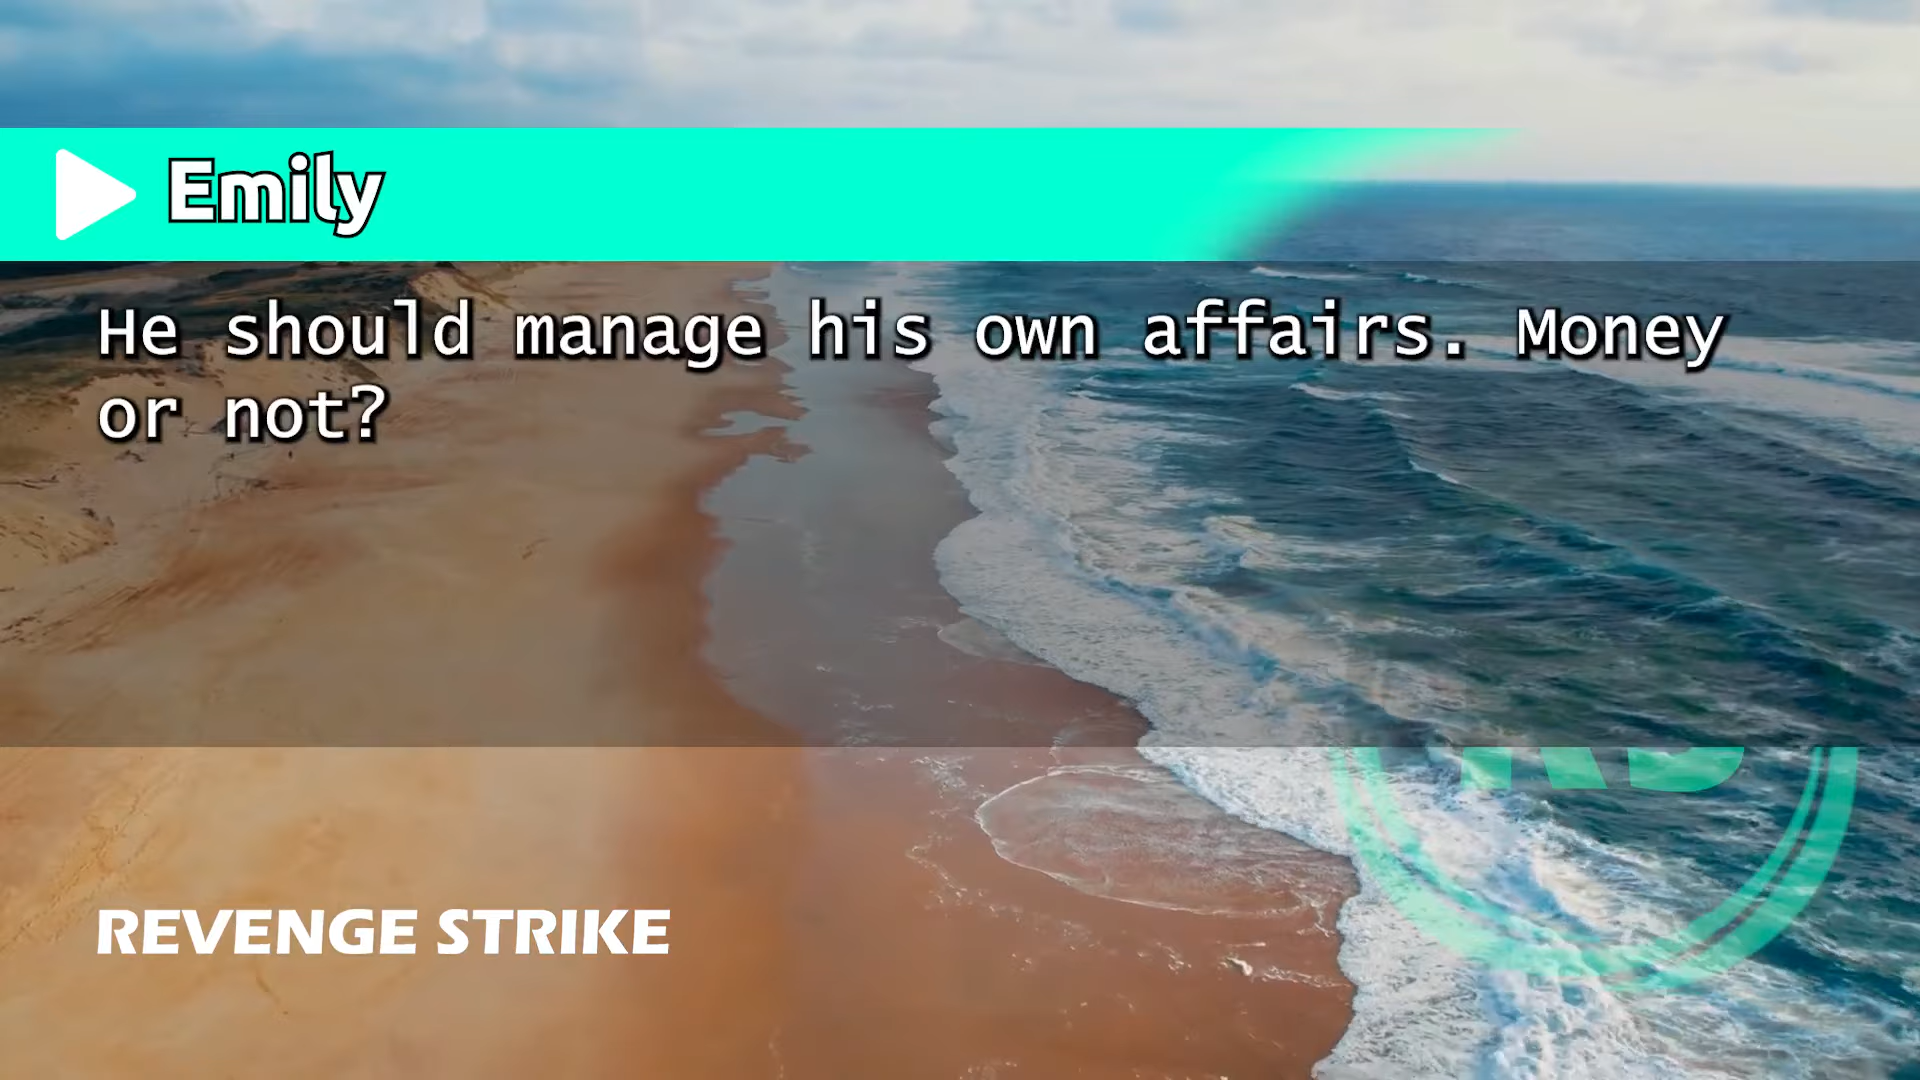 Emily
He should manage his own affairs. Money
or not?
REVENGE STRIKE